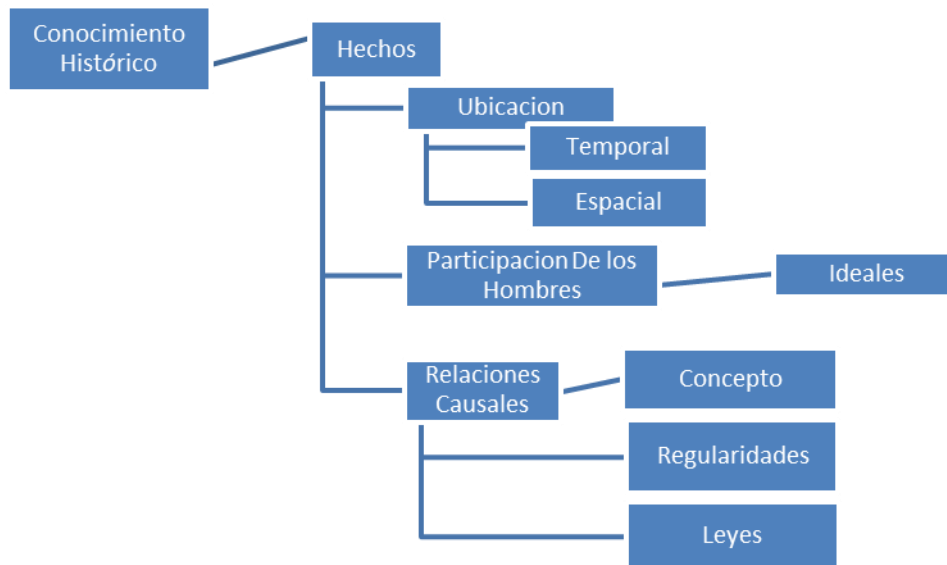 Conocimiento
Histórico
Hechos
Ubicacion
Temporal
Espacial
Participacion De los
Hombres
Ideales
Relaciones
Causales
Concepto
Regularidades
Leyes